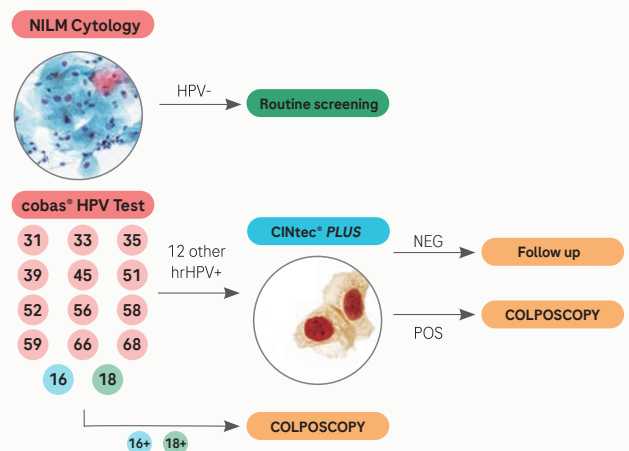 NILM Cytology
HPV-
Routine screening
cobas® HPV Test
31 33 35
39 45 51
52 56 58
59 66 68
16 18
12 other
hrHPV+
CINtec® PLUS
NEG
Follow up
POS
COLPOSCOPY
16+ 18+
COLPOSCOPY